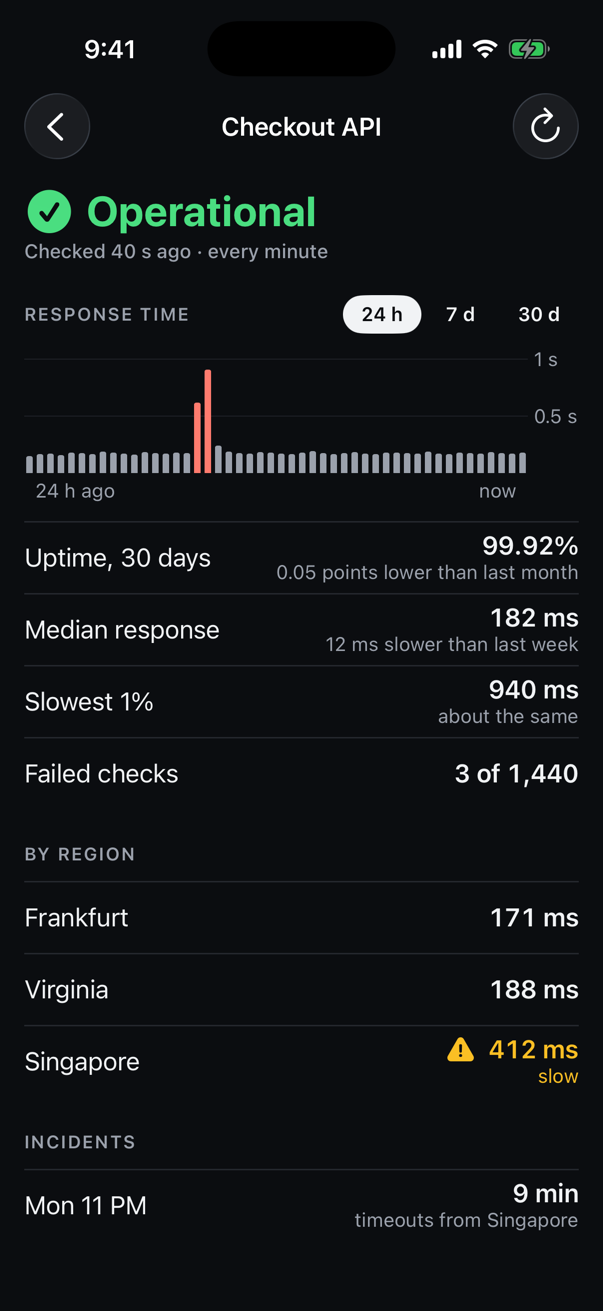 9:41
Checkout API
Operational
Checked 40 s ago · every minute
RESPONSE TIME
24 h
7 d
30 d
1 s
0.5 s
24 h ago
now
Uptime, 30 days
99.92%
0.05 points lower than last month
Median response
182 ms
12 ms slower than last week
Slowest 1%
940 ms
about the same
Failed checks
3 of 1,440
BY REGION
Frankfurt
171 ms
Virginia
188 ms
Singapore
412 ms
slow
INCIDENTS
Mon 11 PM
9 min
timeouts from Singapore